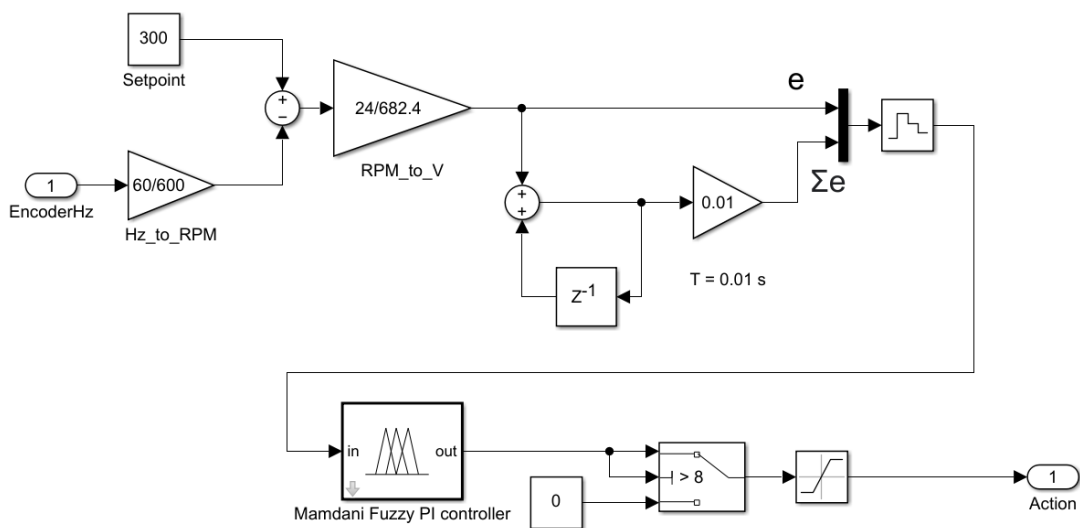 300
Setpoint
+
−
24/682.4
RPM_to_V
e
60/600
1
EncoderHz
Hz_to_RPM
+
+
0.01
Σe
T = 0.01 s
Z-1
in
out
Mamdani Fuzzy PI controller
> 8
0
1
Action